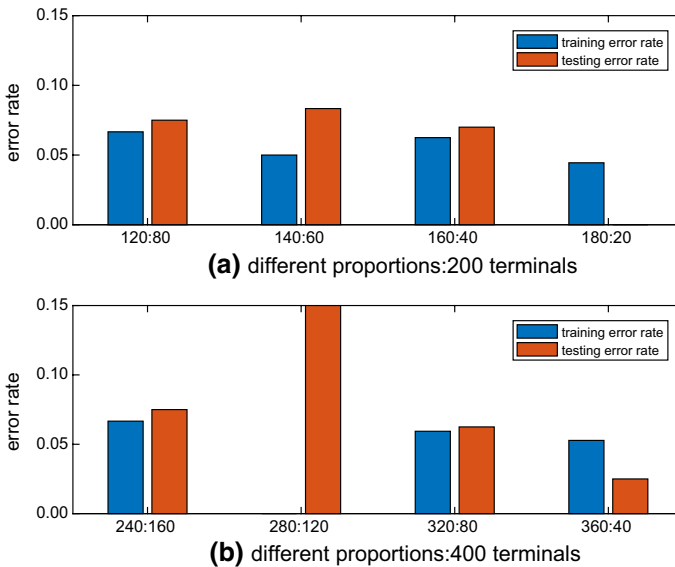 0.15
0.10
0.05
0.00
error rate
training error rate
testing error rate
120:80
140:60
160:40
180:20
(a) different proportions:200 terminals
0.15
0.10
0.05
0.00
error rate
training error rate
testing error rate
240:160
280:120
320:80
360:40
(b) different proportions:400 terminals